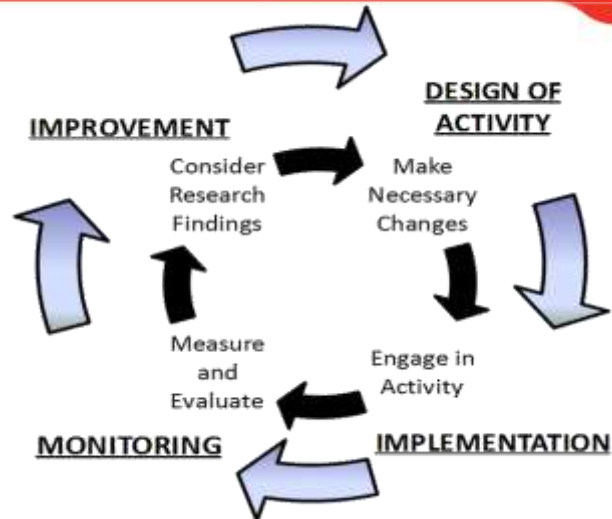 IMPROVEMENT
Consider
Research
Findings
DESIGN OF
ACTIVITY
Make
Necessary
Changes
Engage in
Activity
IMPLEMENTATION
Measure
and
Evaluate
MONITORING